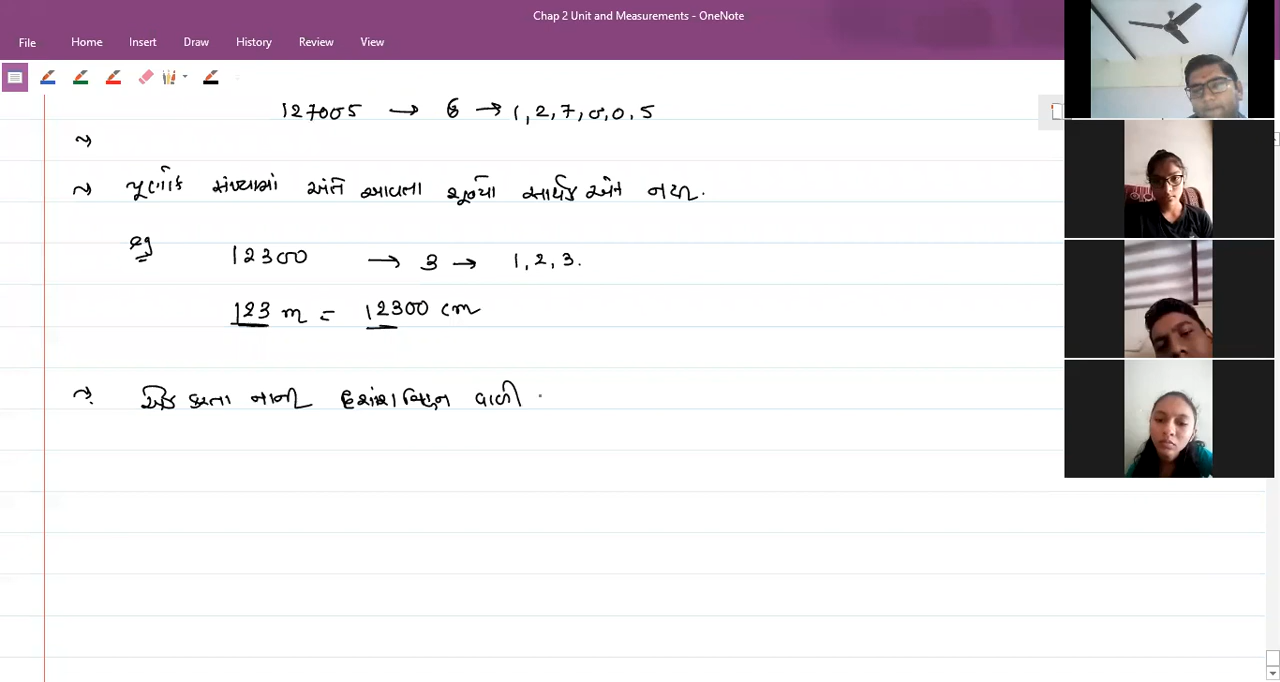 Chap 2 Unit and Measurements - OneNote
File Home Insert Draw History Review View
127005 → 6 → 1, 2, 7, 0, 0, 5
પૂર્ણાંક સંખ્યામાં અંતે આવતા શૂન્યો સાર્થક અંક નથી.
eg 12300 → 3 → 1, 2, 3.
123 m = 12300 cm
એક કરતા નાની દશાંશચિહ્ન વાળી